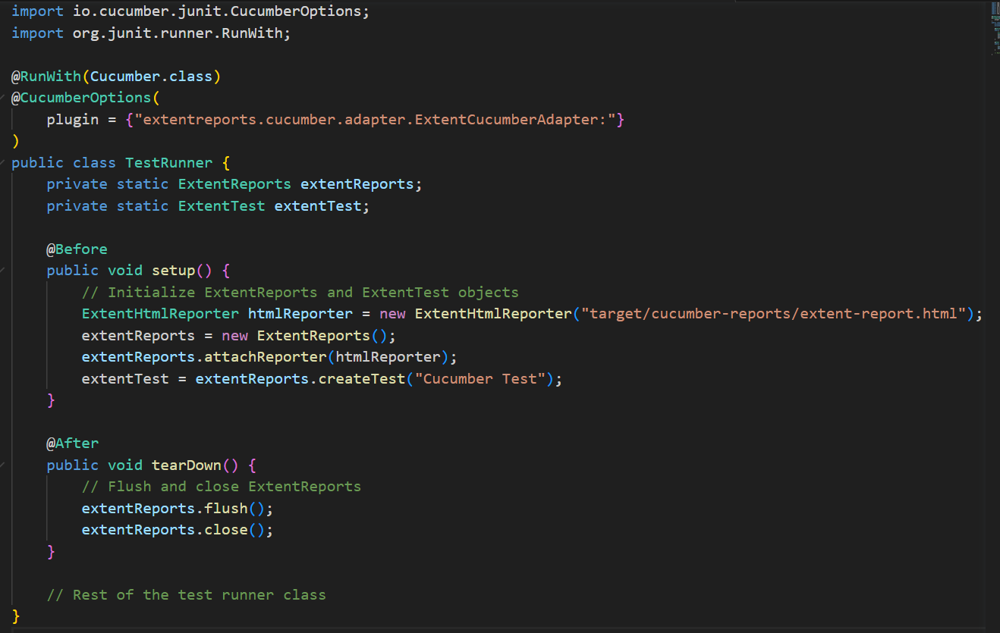 import io.cucumber.junit.CucumberOptions;
import org.junit.runner.RunWith;

@RunWith(Cucumber.class)
@CucumberOptions(
    plugin = {"extentreports.cucumber.adapter.ExtentCucumberAdapter:"}
)
public class TestRunner {
    private static ExtentReports extentReports;
    private static ExtentTest extentTest;

    @Before
    public void setup() {
        // Initialize ExtentReports and ExtentTest objects
        ExtentHtmlReporter htmlReporter = new ExtentHtmlReporter("target/cucumber-reports/extent-report.html");
        extentReports = new ExtentReports();
        extentReports.attachReporter(htmlReporter);
        extentTest = extentReports.createTest("Cucumber Test");
    }

    @After
    public void tearDown() {
        // Flush and close ExtentReports
        extentReports.flush();
        extentReports.close();
    }

    // Rest of the test runner class
}